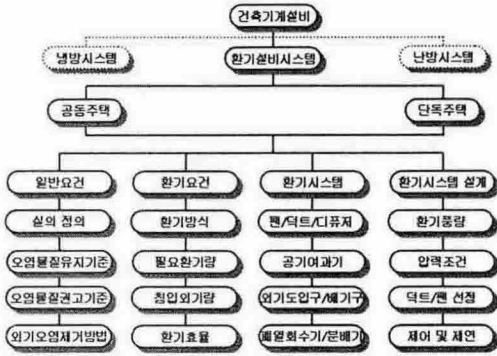 건축기계설비
냉방시스템 환기설비시스템 난방시스템
공동주택 단독주택
일반요건 환기요건 환기시스템 환기시스템 설계
실의 정의 환기방식 팬/덕트/디퓨저 환기풍량
오염물질유지기준 필요환기량 공기여과기 압력조건
오염물질권고기준 침입외기량 외기도입구/배기구 덕트/팬 선정
외기오염제거방법 환기효율 폐열회수기/분배기 제어 및 제연